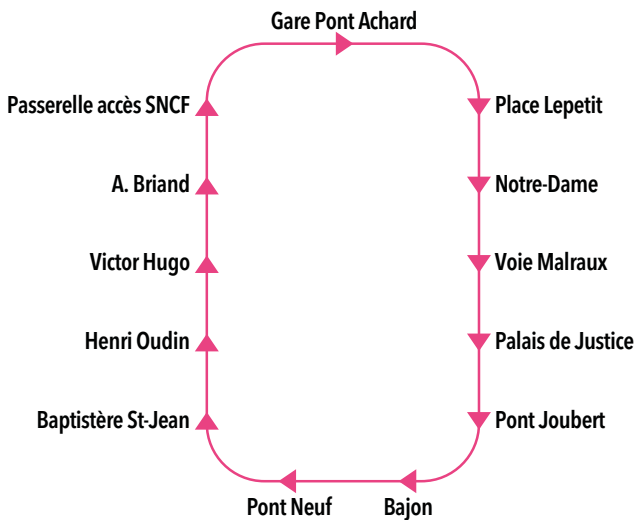 Gare Pont Achard
Passerelle accès SNCF
Place Lepetit
A. Briand
Notre-Dame
Victor Hugo
Voie Malraux
Henri Oudin
Palais de Justice
Baptistère St-Jean
Pont Joubert
Pont Neuf
Bajon